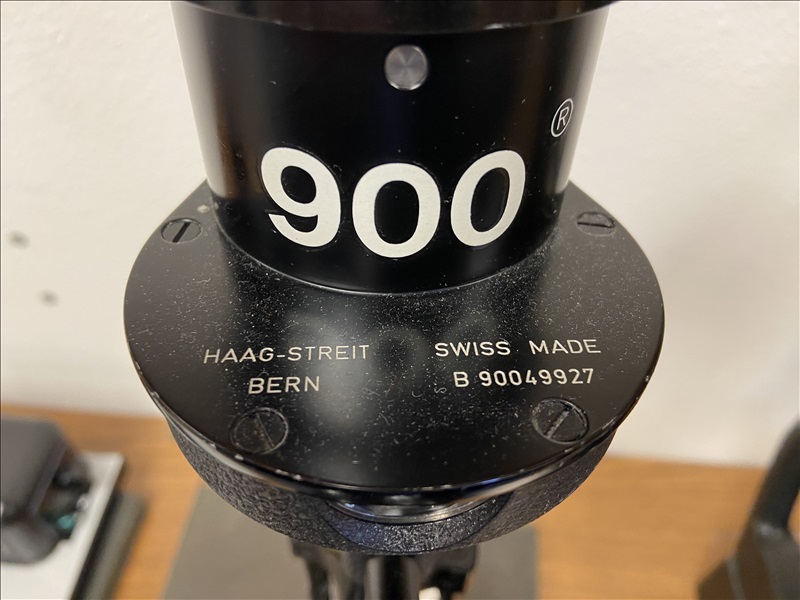 900 ®
HAAG-STREIT
BERN
SWISS MADE
B 90049927